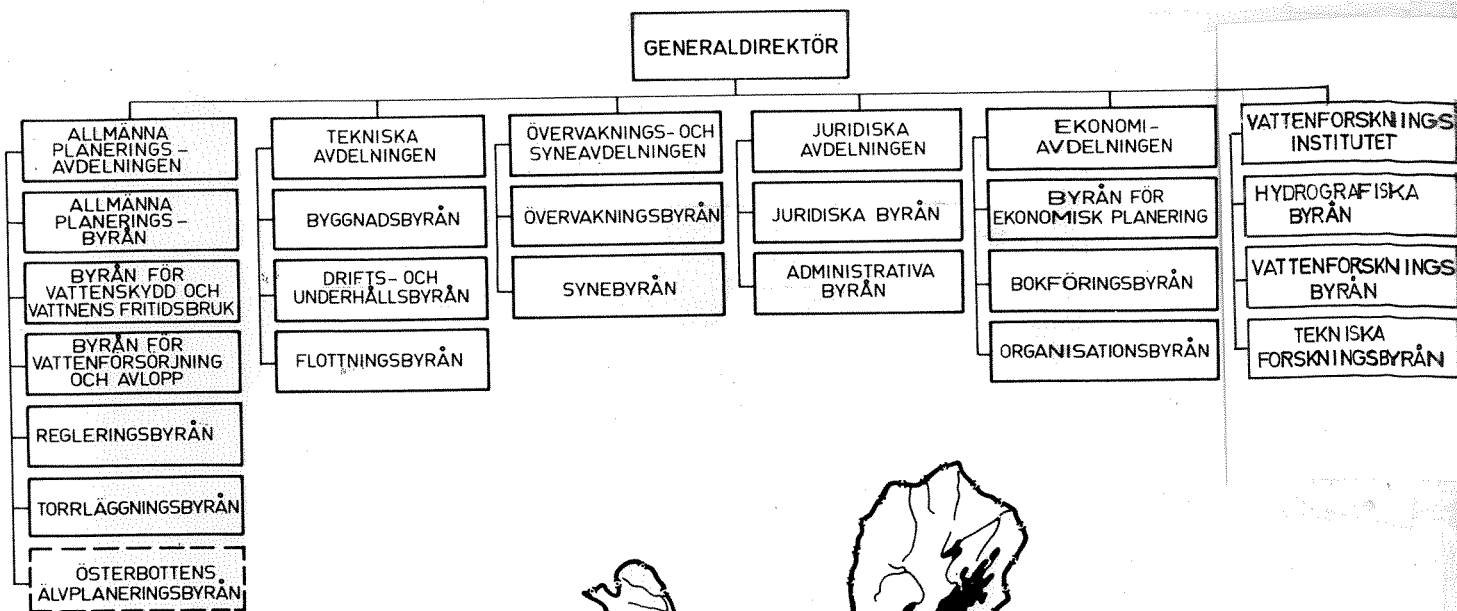 GENERALDIREKTÖR
ALLMÄNNA
PLANERINGS-
AVDELNINGEN
ALLMÄNNA
PLANERINGS-
BYRÅN
BYRÅN FÖR
VATTENSKYDD OCH
VATTNENS FRITIDSBRUK
BYRÅN FÖR
VATTENFÖRSÖRJNING
OCH AVLOPP
REGLERINGSBYRÅN
TORRLÄGGNINGSBYRÅN
ÖSTERBOTTENS
ÄLVPLANERINGSBYRÅN
TEKNISKA
AVDELNINGEN
BYGGNADSBYRÅN
DRIFTS- OCH
UNDERHÅLLSBYRÅN
FLOTTNINGSBYRÅN
ÖVERVAKNINGS- OCH
SYNEAVDELNINGEN
ÖVERVAKNINGSBYRÅN
SYNEBYRÅN
JURIDISKA
AVDELNINGEN
JURIDISKA BYRÅN
ADMINISTRATIVA
BYRÅN
EKONOMI-
AVDELNINGEN
BYRÅN FÖR
EKONOMISK PLANERING
BOKFÖRINGSBYRÅN
ORGANISATIONSBYRÅN
VATTENFORSKNINGS
INSTITUTET
HYDROGRAFISKA
BYRÅN
VATTENFORSKNINGS
BYRÅN
TEKNISKA
FORSKNINGSBYRÅN